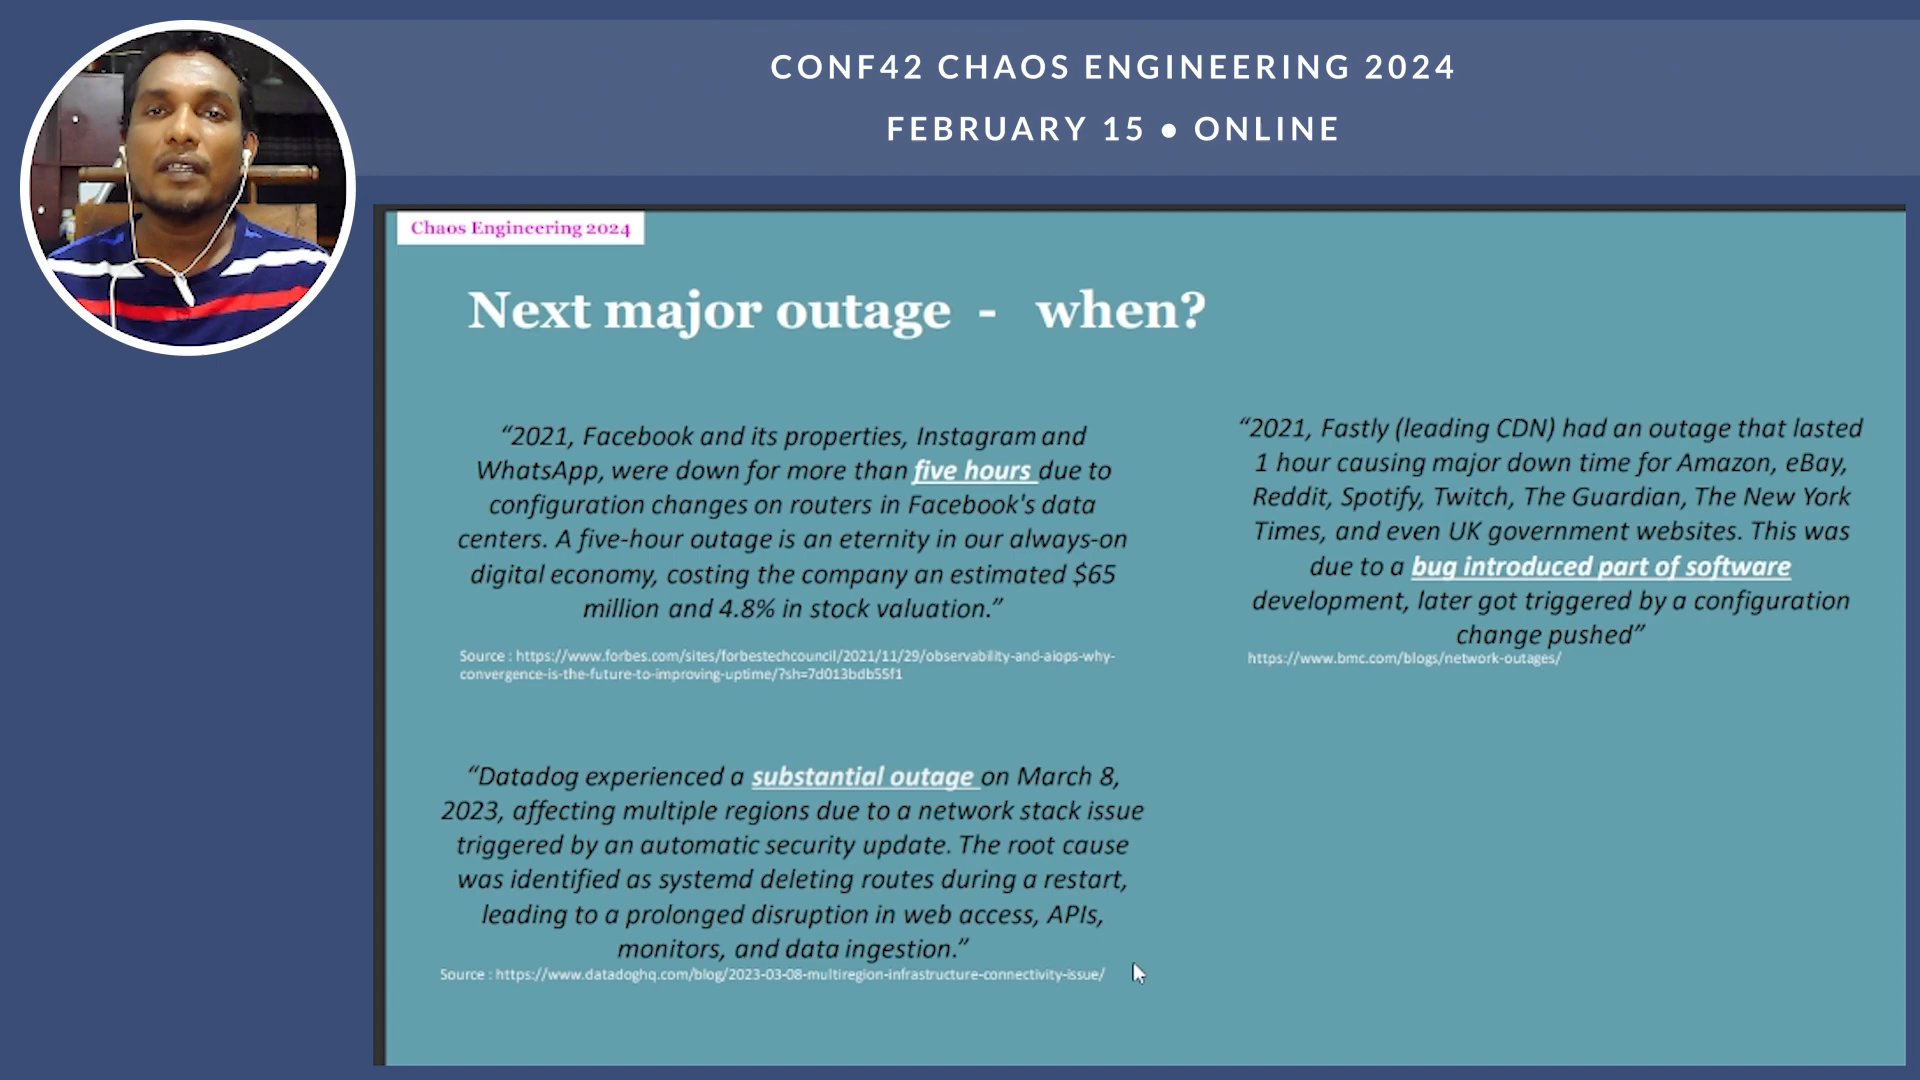 CONF42 CHAOS ENGINEERING 2024
FEBRUARY 15 • ONLINE
Chaos Engineering 2024
Next major outage - when?
“2021, Facebook and its properties, Instagram and
WhatsApp, were down for more than five hours due to
configuration changes on routers in Facebook's data
centers. A five-hour outage is an eternity in our always-on
digital economy, costing the company an estimated $65
million and 4.8% in stock valuation.”
Source : https://www.forbes.com/sites/forbestechcouncil/2021/11/29/observability-and-aiops-why-
convergence-is-the-future-to-improving-uptime/?sh=7d013bdb55f1
“2021, Fastly (leading CDN) had an outage that lasted
1 hour causing major down time for Amazon, eBay,
Reddit, Spotify, Twitch, The Guardian, The New York
Times, and even UK government websites. This was
due to a bug introduced part of software
development, later got triggered by a configuration
change pushed”
https://www.bmc.com/blogs/network-outages/
“Datadog experienced a substantial outage on March 8,
2023, affecting multiple regions due to a network stack issue
triggered by an automatic security update. The root cause
was identified as systemd deleting routes during a restart,
leading to a prolonged disruption in web access, APIs,
monitors, and data ingestion.”
Source : https://www.datadoghq.com/blog/2023-03-08-multiregion-infrastructure-connectivity-issue/